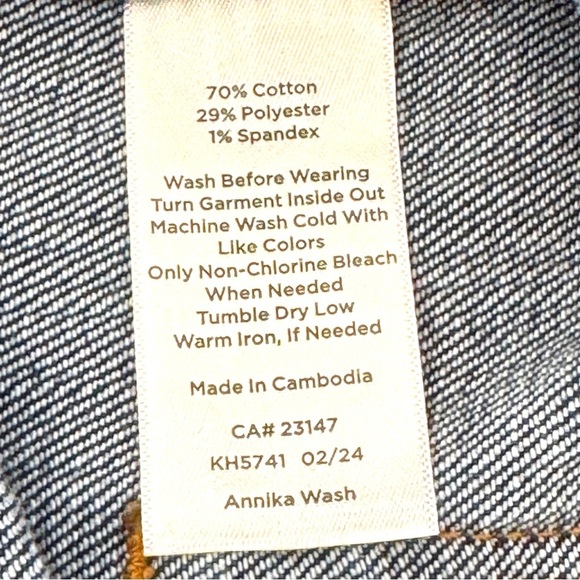 70% Cotton
29% Polyester
1% Spandex
Wash Before Wearing
Turn Garment Inside Out
Machine Wash Cold With
Like Colors
Only Non-Chlorine Bleach
When Needed
Tumble Dry Low
Warm Iron, If Needed
Made In Cambodia
CA# 23147
KH5741 02/24
Annika Wash